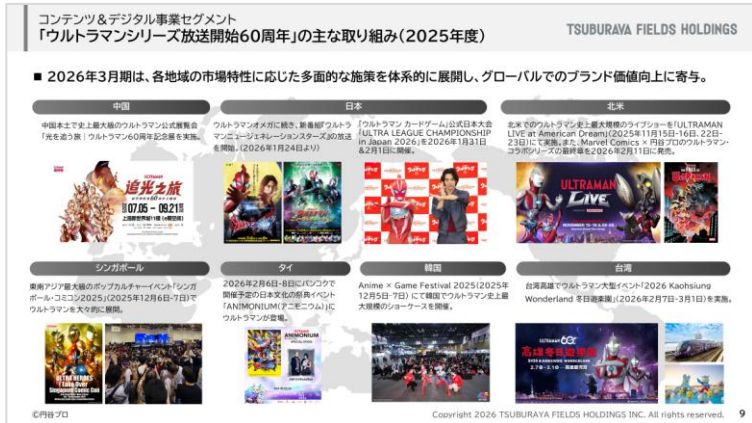 コンテンツ&デジタル事業セグメント
「ウルトラマンシリーズ放送開始60周年」の主な取り組み(2025年度)
TSUBURAYA FIELDS HOLDINGS
■ 2026年3月期は、各地域の市場特性に応じた多面的な施策を体系的に展開し、グローバルでのブランド価値向上に寄与。
中国
中国本土で史上最大級のウルトラマン公式展覧会
「光を追う旅|ウルトラマン60周年記念展を実施。
追光之旅
07.05 – 09.21
日本
ウルトラマンオメガに続き、新番組『ウルトラ
マンニュージェネレーションスターズ』の放送
を開始。(2026年1月24日より)
「ウルトラマン カードゲーム」公式日本大会
「ULTRA LEAGUE CHAMPIONSHIP
in Japan 2026」を2026年1月31日
&2月1日に開催。
北米
北米でのウルトラマン史上最大規模のライブショーを「ULTRAMAN
LIVE at American Dream」(2025年11月15日-16日、22日-
23日)にて実施。また、Marvel Comics × 円谷プロのウルトラマン・
コラボシリーズの最終章を2026年2月11日に発売。
ULTRAMAN
LIVE
シンガポール
東南アジア最大級のポップカルチャーイベント「シンガ
ポール・コミコン2025」(2025年12月6日-7日)で
ウルトラマンを大々的に展開。
ULTRA HEROES
Take Over
Singapore Comic Con
タイ
2026年2月6日-8日にバンコクで
開催予定の日本文化の祭典イベント
「ANIMONIUM(アニモニウム)」に
ウルトラマンが登場。
ANIMONIUM
韓国
Anime × Game Festival 2025(2025年
12月5日-7日)にて韓国でウルトラマン史上最
大規模のショーケースを開催。
台湾
台湾高雄でウルトラマン大型イベント「2026 Kaohsiung
Wonderland 冬日遊樂園」(2026年2月7日-3月1日)を実施。
高雄冬日遊樂園
©円谷プロ
Copyright 2026 TSUBURAYA FIELDS HOLDINGS INC. All rights reserved.
9